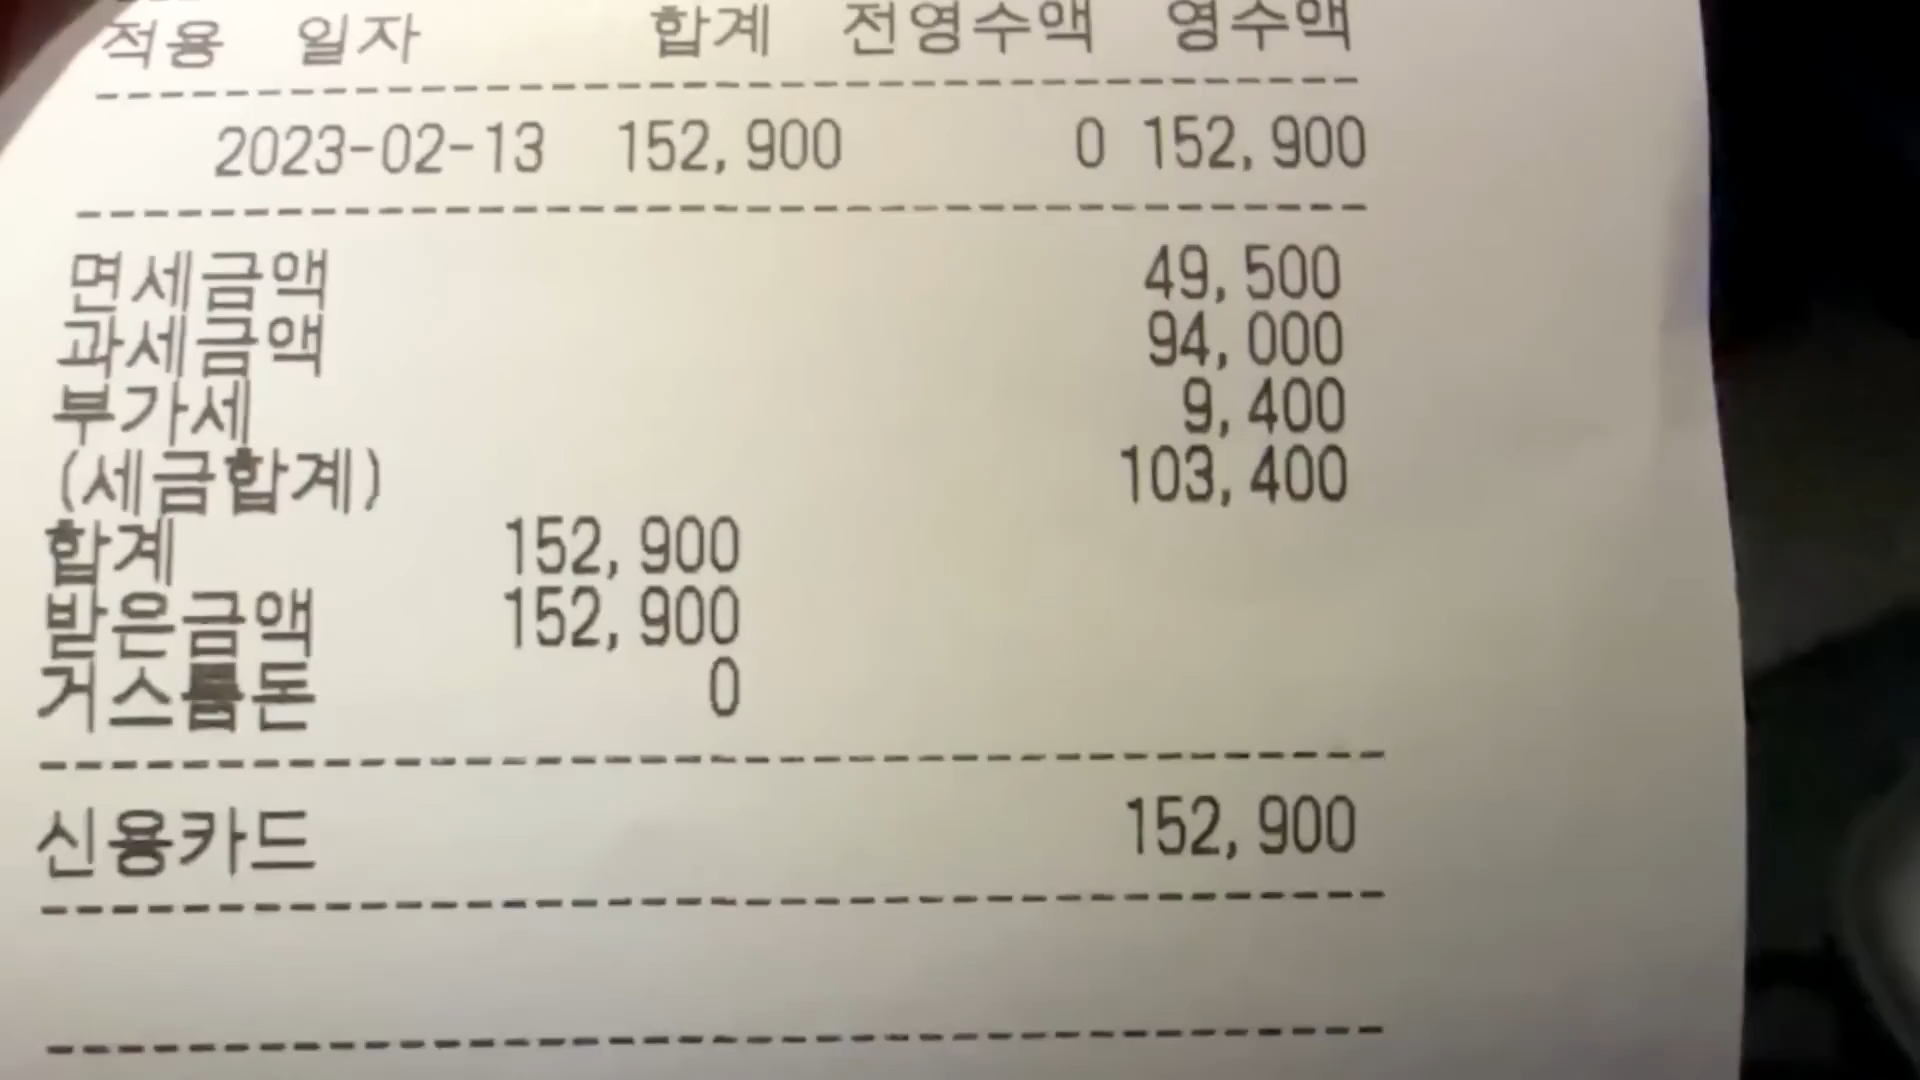 적용 일자 합계 전영수액 영수액
2023-02-13 152,900 0 152,900
면세금액 49,500
과세금액 94,000
부가세 9,400
(세금합계) 103,400
합계 152,900
받은금액 152,900
거스름돈 0
신용카드 152,900